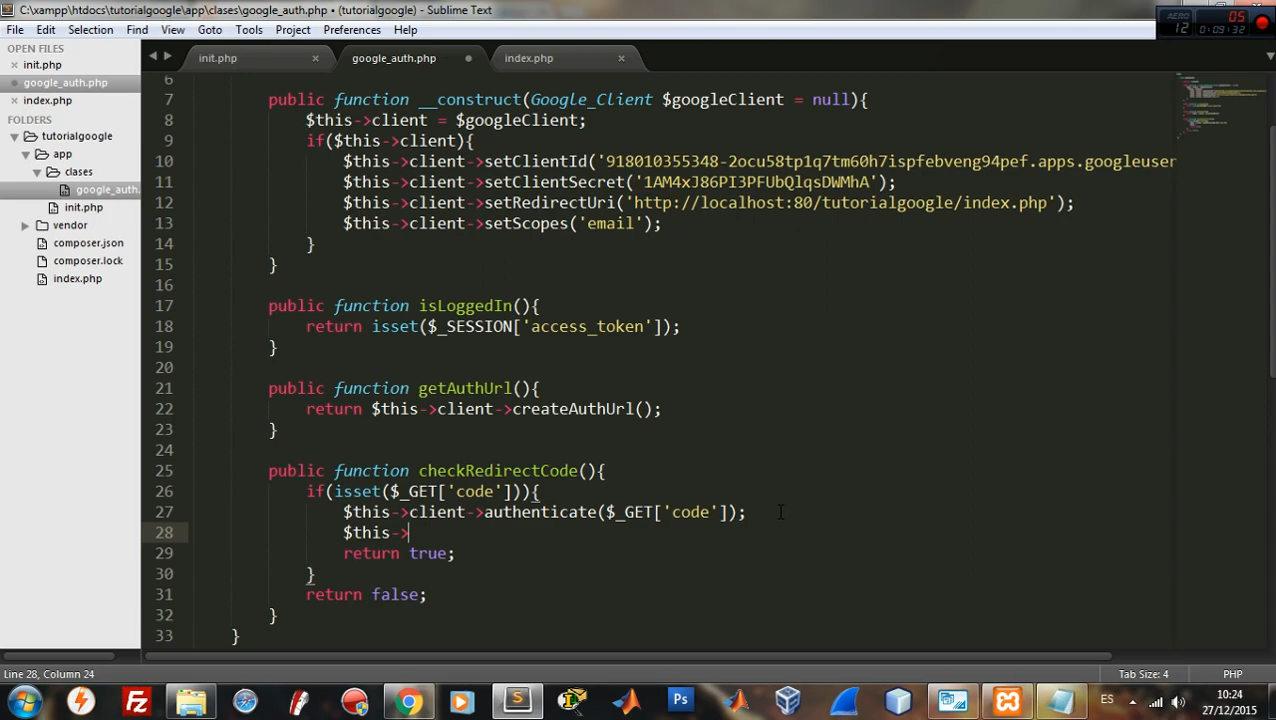 C:\xampp\htdocs\tutorialgoogle\app\clases\google_auth.php • (tutorialgoogle) - Sublime Text
AERO
12
05
0:09:32
File Edit Selection Find View Goto Tools Project Preferences Help
OPEN FILES
init.php
google_auth.php
index.php
FOLDERS
tutorialgoogle
app
clases
google_auth.
init.php
vendor
composer.json
composer.lock
index.php
init.php google_auth.php index.php
6
7 public function __construct(Google_Client $googleClient = null){
8 $this->client = $googleClient;
9 if($this->client){
10 $this->client->setClientId('918010355348-2ocu58tp1q7tm60h7ispfebveng94pef.apps.googleuser
11 $this->client->setClientSecret('1AM4xJ86PI3PFUbQlqsDWMhA');
12 $this->client->setRedirectUri('http://localhost:80/tutorialgoogle/index.php');
13 $this->client->setScopes('email');
14 }
15 }
16
17 public function isLoggedIn(){
18 return isset($_SESSION['access_token']);
19 }
20
21 public function getAuthUrl(){
22 return $this->client->createAuthUrl();
23 }
24
25 public function checkRedirectCode(){
26 if(isset($_GET['code'])){
27 $this->client->authenticate($_GET['code']);
28 $this->
29 return true;
30 }
31 return false;
32 }
33 }
Line 28, Column 24 Tab Size: 4 PHP
Ps
ES
10:24
27/12/2015